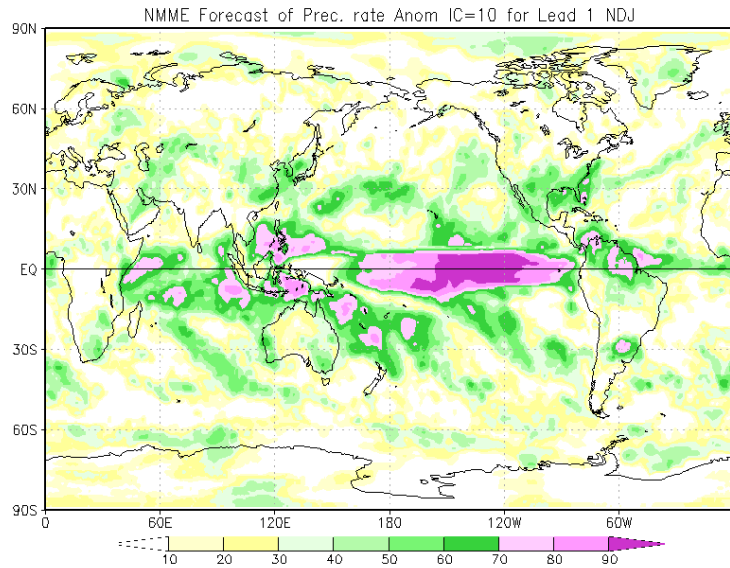 NMME Forecast of Prec. rate Anom IC=10 for Lead 1 NDJ
90N
60N
30N
EQ
30S
60S
90S
0 60E 120E 180 120W 60W
10 20 30 40 50 60 70 80 90